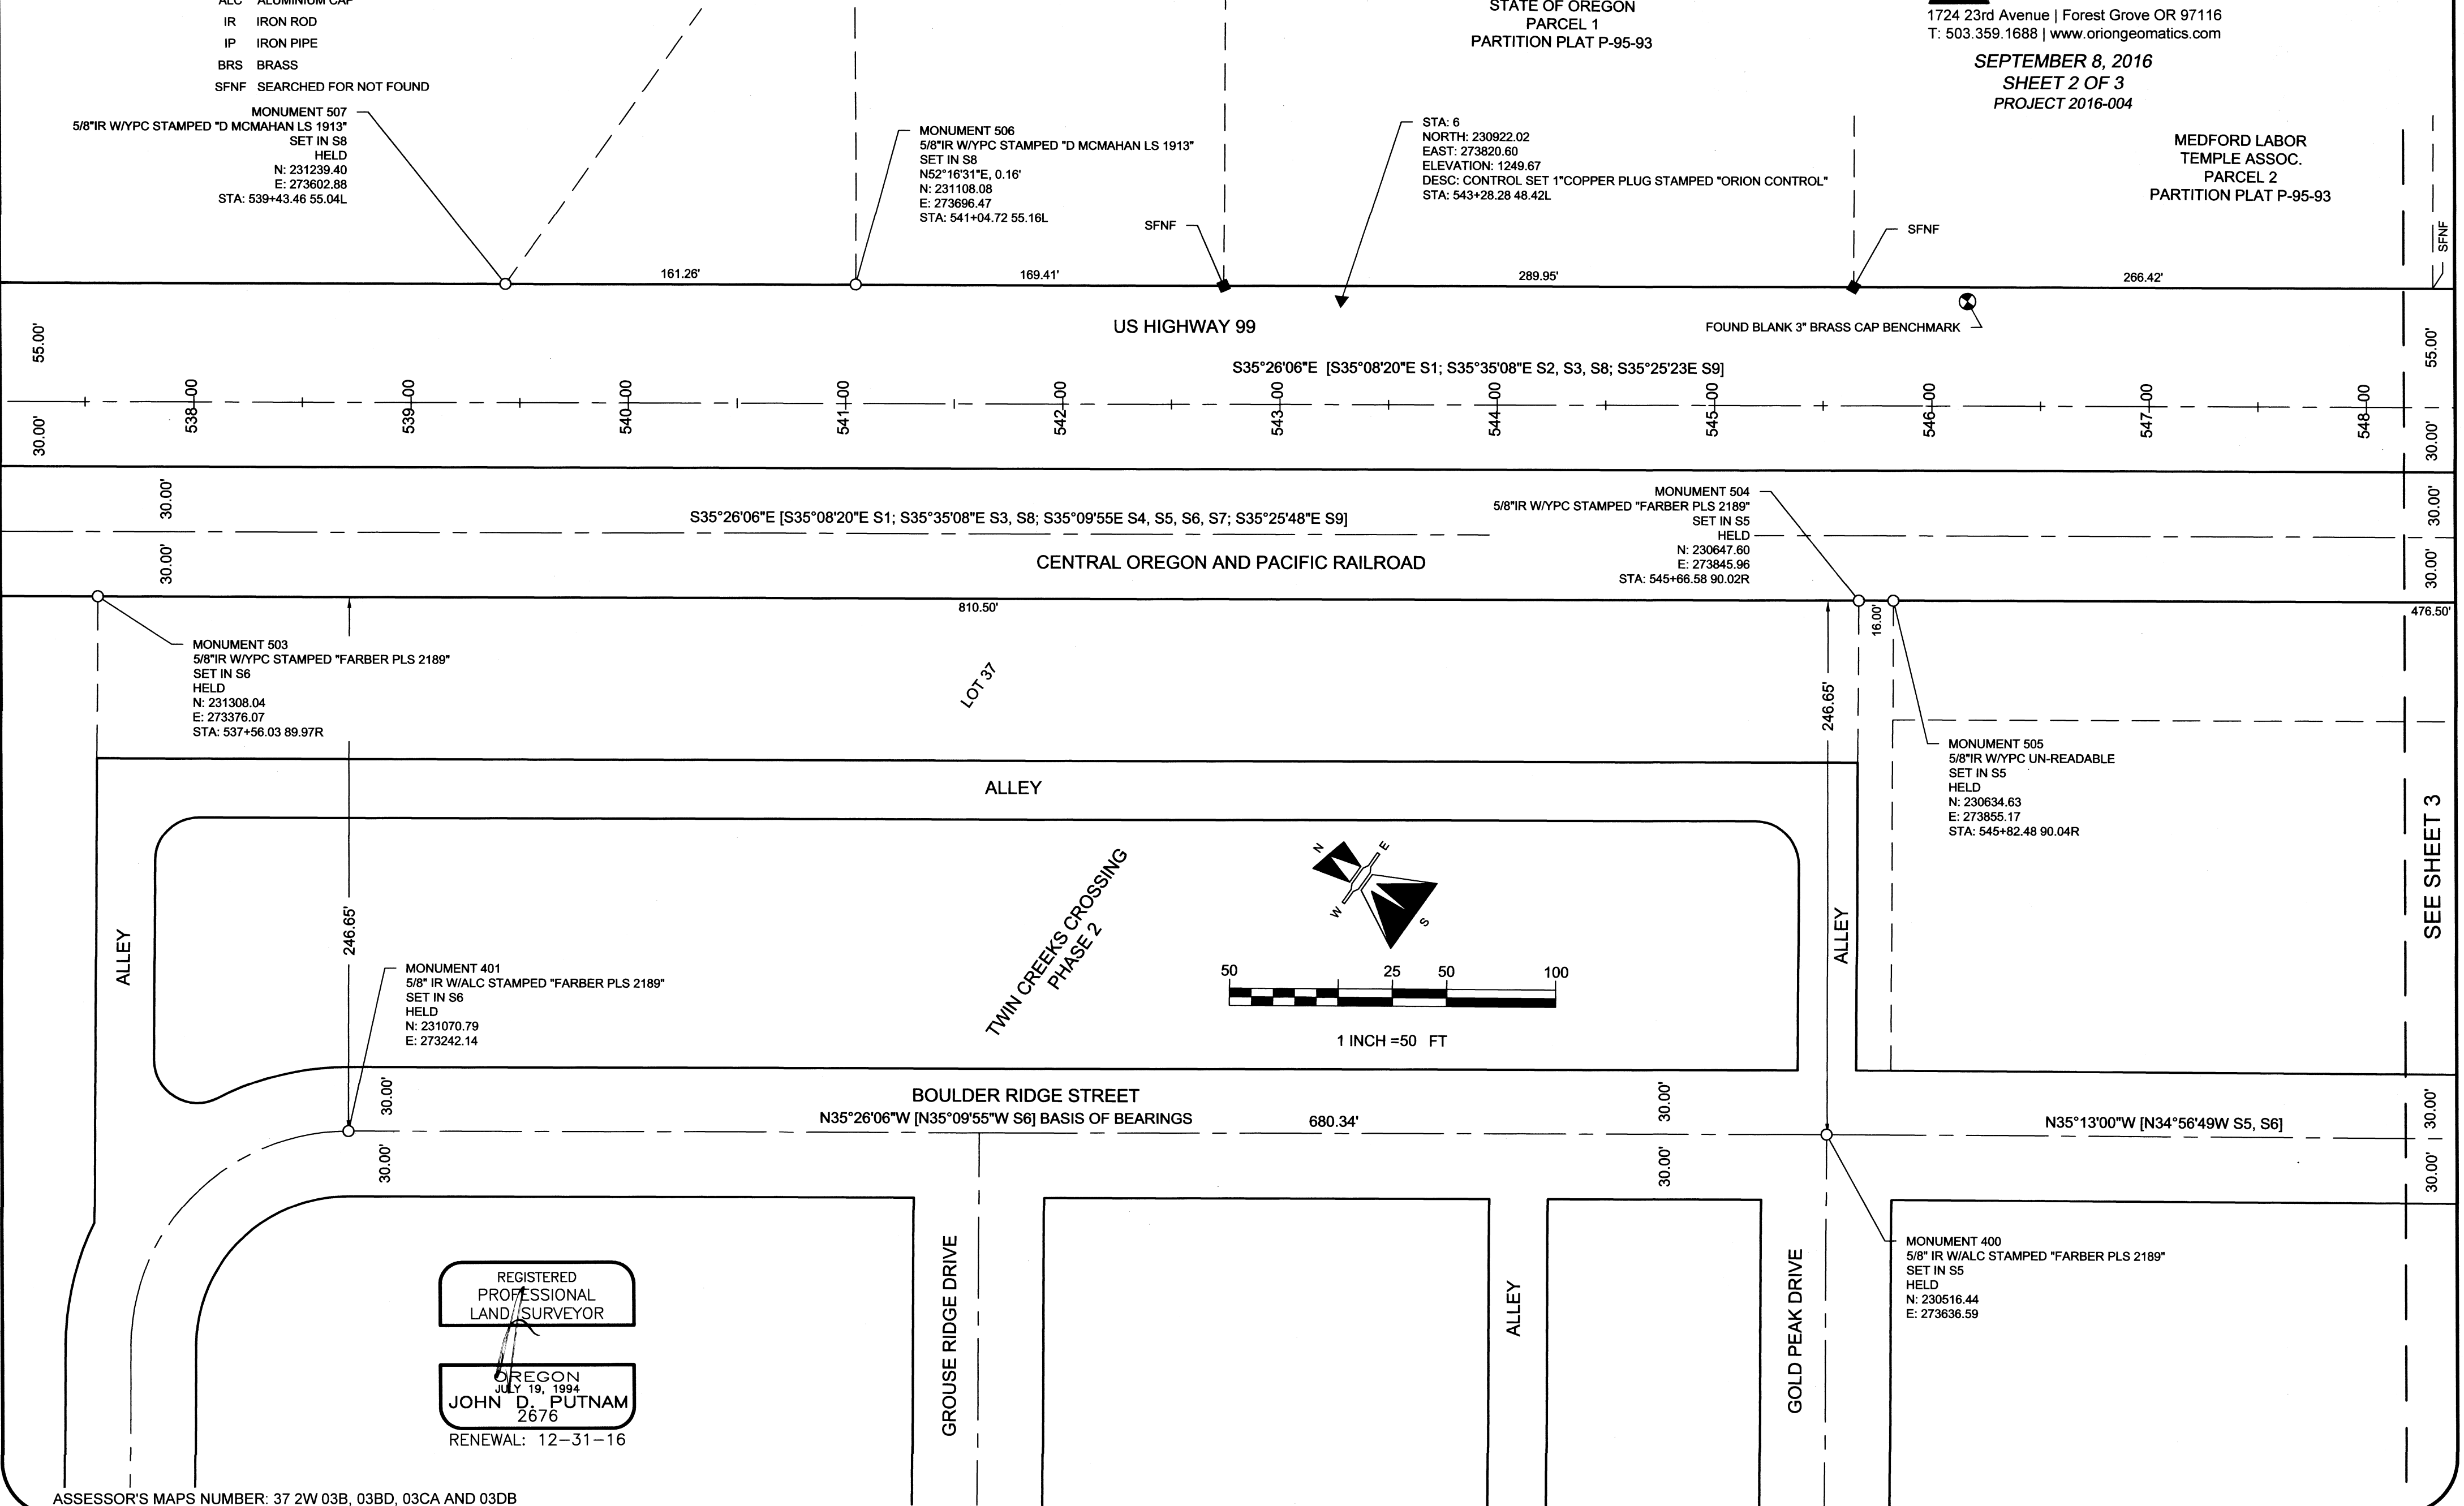 ALC ALUMINIUM CAP
IR IRON ROD
IP IRON PIPE
BRS BRASS
SFNF SEARCHED FOR NOT FOUND
STATE OF OREGON
PARCEL 1
PARTITION PLAT P-95-93
1724 23rd Avenue | Forest Grove OR 97116
T: 503.359.1688 | www.oriongeomatics.com
SEPTEMBER 8, 2016
SHEET 2 OF 3
PROJECT 2016-004
MONUMENT 507
5/8"IR W/YPC STAMPED "D MCMAHAN LS 1913"
SET IN S8
HELD
N: 231239.40
E: 273602.88
STA: 539+43.46 55.04L
MONUMENT 506
5/8"IR W/YPC STAMPED "D MCMAHAN LS 1913"
SET IN S8
N52°16'31"E, 0.16'
N: 231108.08
E: 273696.47
STA: 541+04.72 55.16L
STA: 6
NORTH: 230922.02
EAST: 273820.60
ELEVATION: 1249.67
DESC: CONTROL SET 1"COPPER PLUG STAMPED "ORION CONTROL"
STA: 543+28.28 48.42L
MEDFORD LABOR
TEMPLE ASSOC.
PARCEL 2
PARTITION PLAT P-95-93
SFNF
SFNF
SFNF
161.26'
169.41'
289.95'
266.42'
US HIGHWAY 99
FOUND BLANK 3" BRASS CAP BENCHMARK
55.00'
55.00'
S35°26'06"E [S35°08'20"E S1; S35°35'08"E S2, S3, S8; S35°25'23E S9]
538+00
539+00
540+00
541+00
542+00
543+00
544+00
545+00
546+00
547+00
548+00
30.00'
30.00'
30.00'
30.00'
S35°26'06"E [S35°08'20"E S1; S35°35'08"E S3, S8; S35°09'55E S4, S5, S6, S7; S35°25'48"E S9]
30.00'
30.00'
CENTRAL OREGON AND PACIFIC RAILROAD
MONUMENT 504
5/8"IR W/YPC STAMPED "FARBER PLS 2189"
SET IN S5
HELD
N: 230647.60
E: 273845.96
STA: 545+66.58 90.02R
810.50'
16.00'
476.50'
MONUMENT 503
5/8"IR W/YPC STAMPED "FARBER PLS 2189"
SET IN S6
HELD
N: 231308.04
E: 273376.07
STA: 537+56.03 89.97R
LOT 37
246.65'
MONUMENT 505
5/8"IR W/YPC UN-READABLE
SET IN S5
HELD
N: 230634.63
E: 273855.17
STA: 545+82.48 90.04R
ALLEY
SEE SHEET 3
TWIN CREEKS CROSSING
PHASE 2
N
E
W
S
50
25
50
100
1 INCH =50 FT
ALLEY
246.65'
ALLEY
MONUMENT 401
5/8" IR W/ALC STAMPED "FARBER PLS 2189"
SET IN S6
HELD
N: 231070.79
E: 273242.14
30.00'
30.00'
BOULDER RIDGE STREET
N35°26'06"W [N35°09'55"W S6] BASIS OF BEARINGS
680.34'
30.00'
30.00'
N35°13'00"W [N34°56'49W S5, S6]
30.00'
30.00'
MONUMENT 400
5/8" IR W/ALC STAMPED "FARBER PLS 2189"
SET IN S5
HELD
N: 230516.44
E: 273636.59
GROUSE RIDGE DRIVE
ALLEY
GOLD PEAK DRIVE
REGISTERED
PROFESSIONAL
LAND SURVEYOR
OREGON
JULY 19, 1994
JOHN D. PUTNAM
2676
RENEWAL: 12-31-16
ASSESSOR'S MAPS NUMBER: 37 2W 03B, 03BD, 03CA AND 03DB